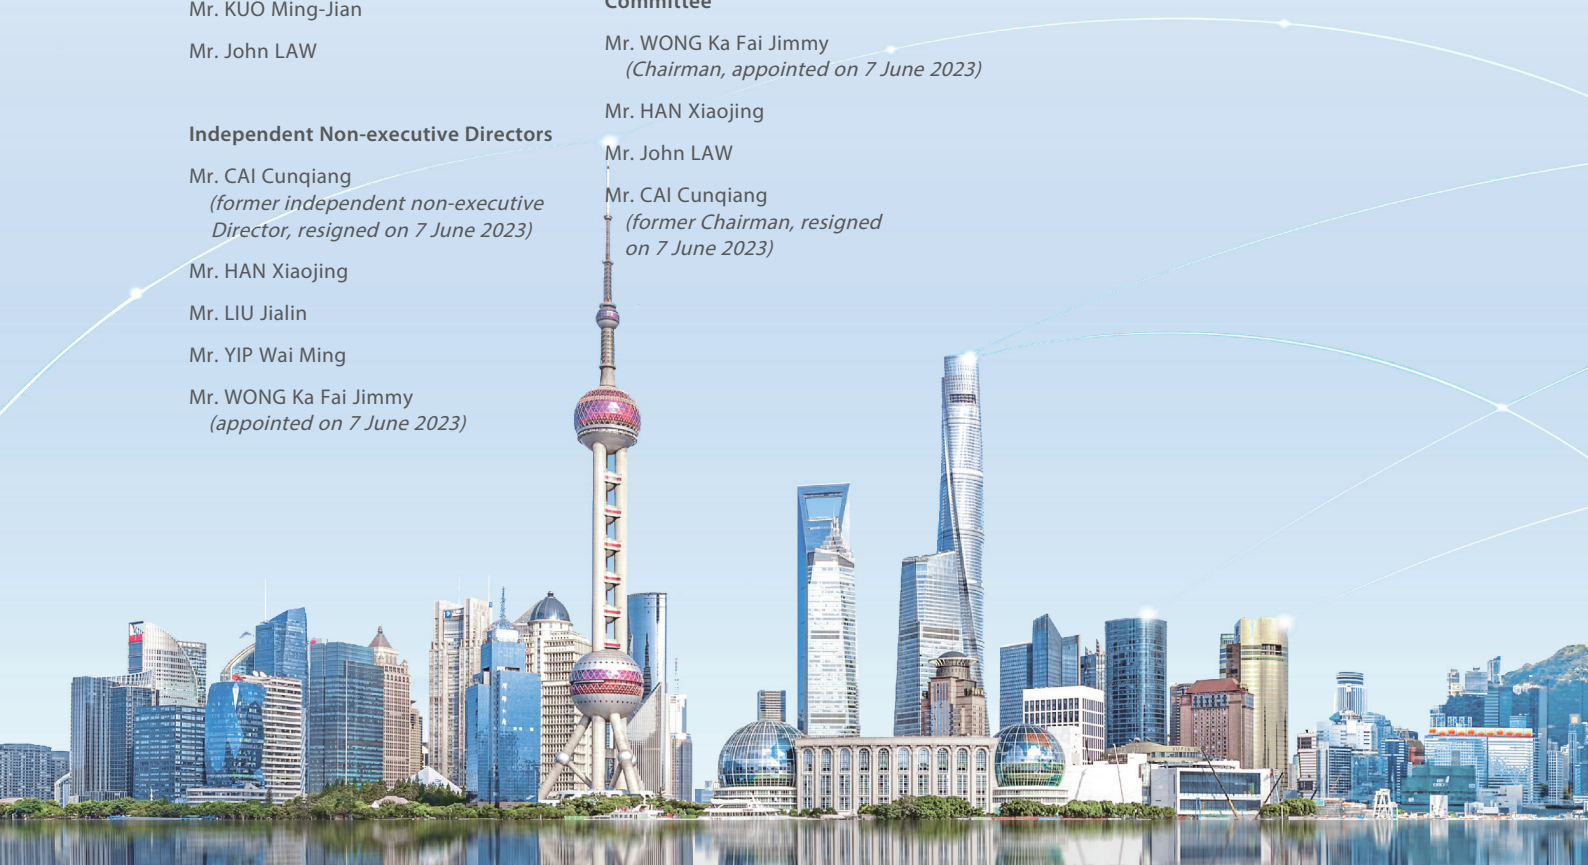 Mr. KUO Ming-Jian
Mr. John LAW
Independent Non-executive Directors
Mr. CAI Cunqiang
(former independent non-executive
Director, resigned on 7 June 2023)
Mr. HAN Xiaojing
Mr. LIU Jialin
Mr. YIP Wai Ming
Mr. WONG Ka Fai Jimmy
(appointed on 7 June 2023)
Committee
Mr. WONG Ka Fai Jimmy
(Chairman, appointed on 7 June 2023)
Mr. HAN Xiaojing
Mr. John LAW
Mr. CAI Cunqiang
(former Chairman, resigned
on 7 June 2023)